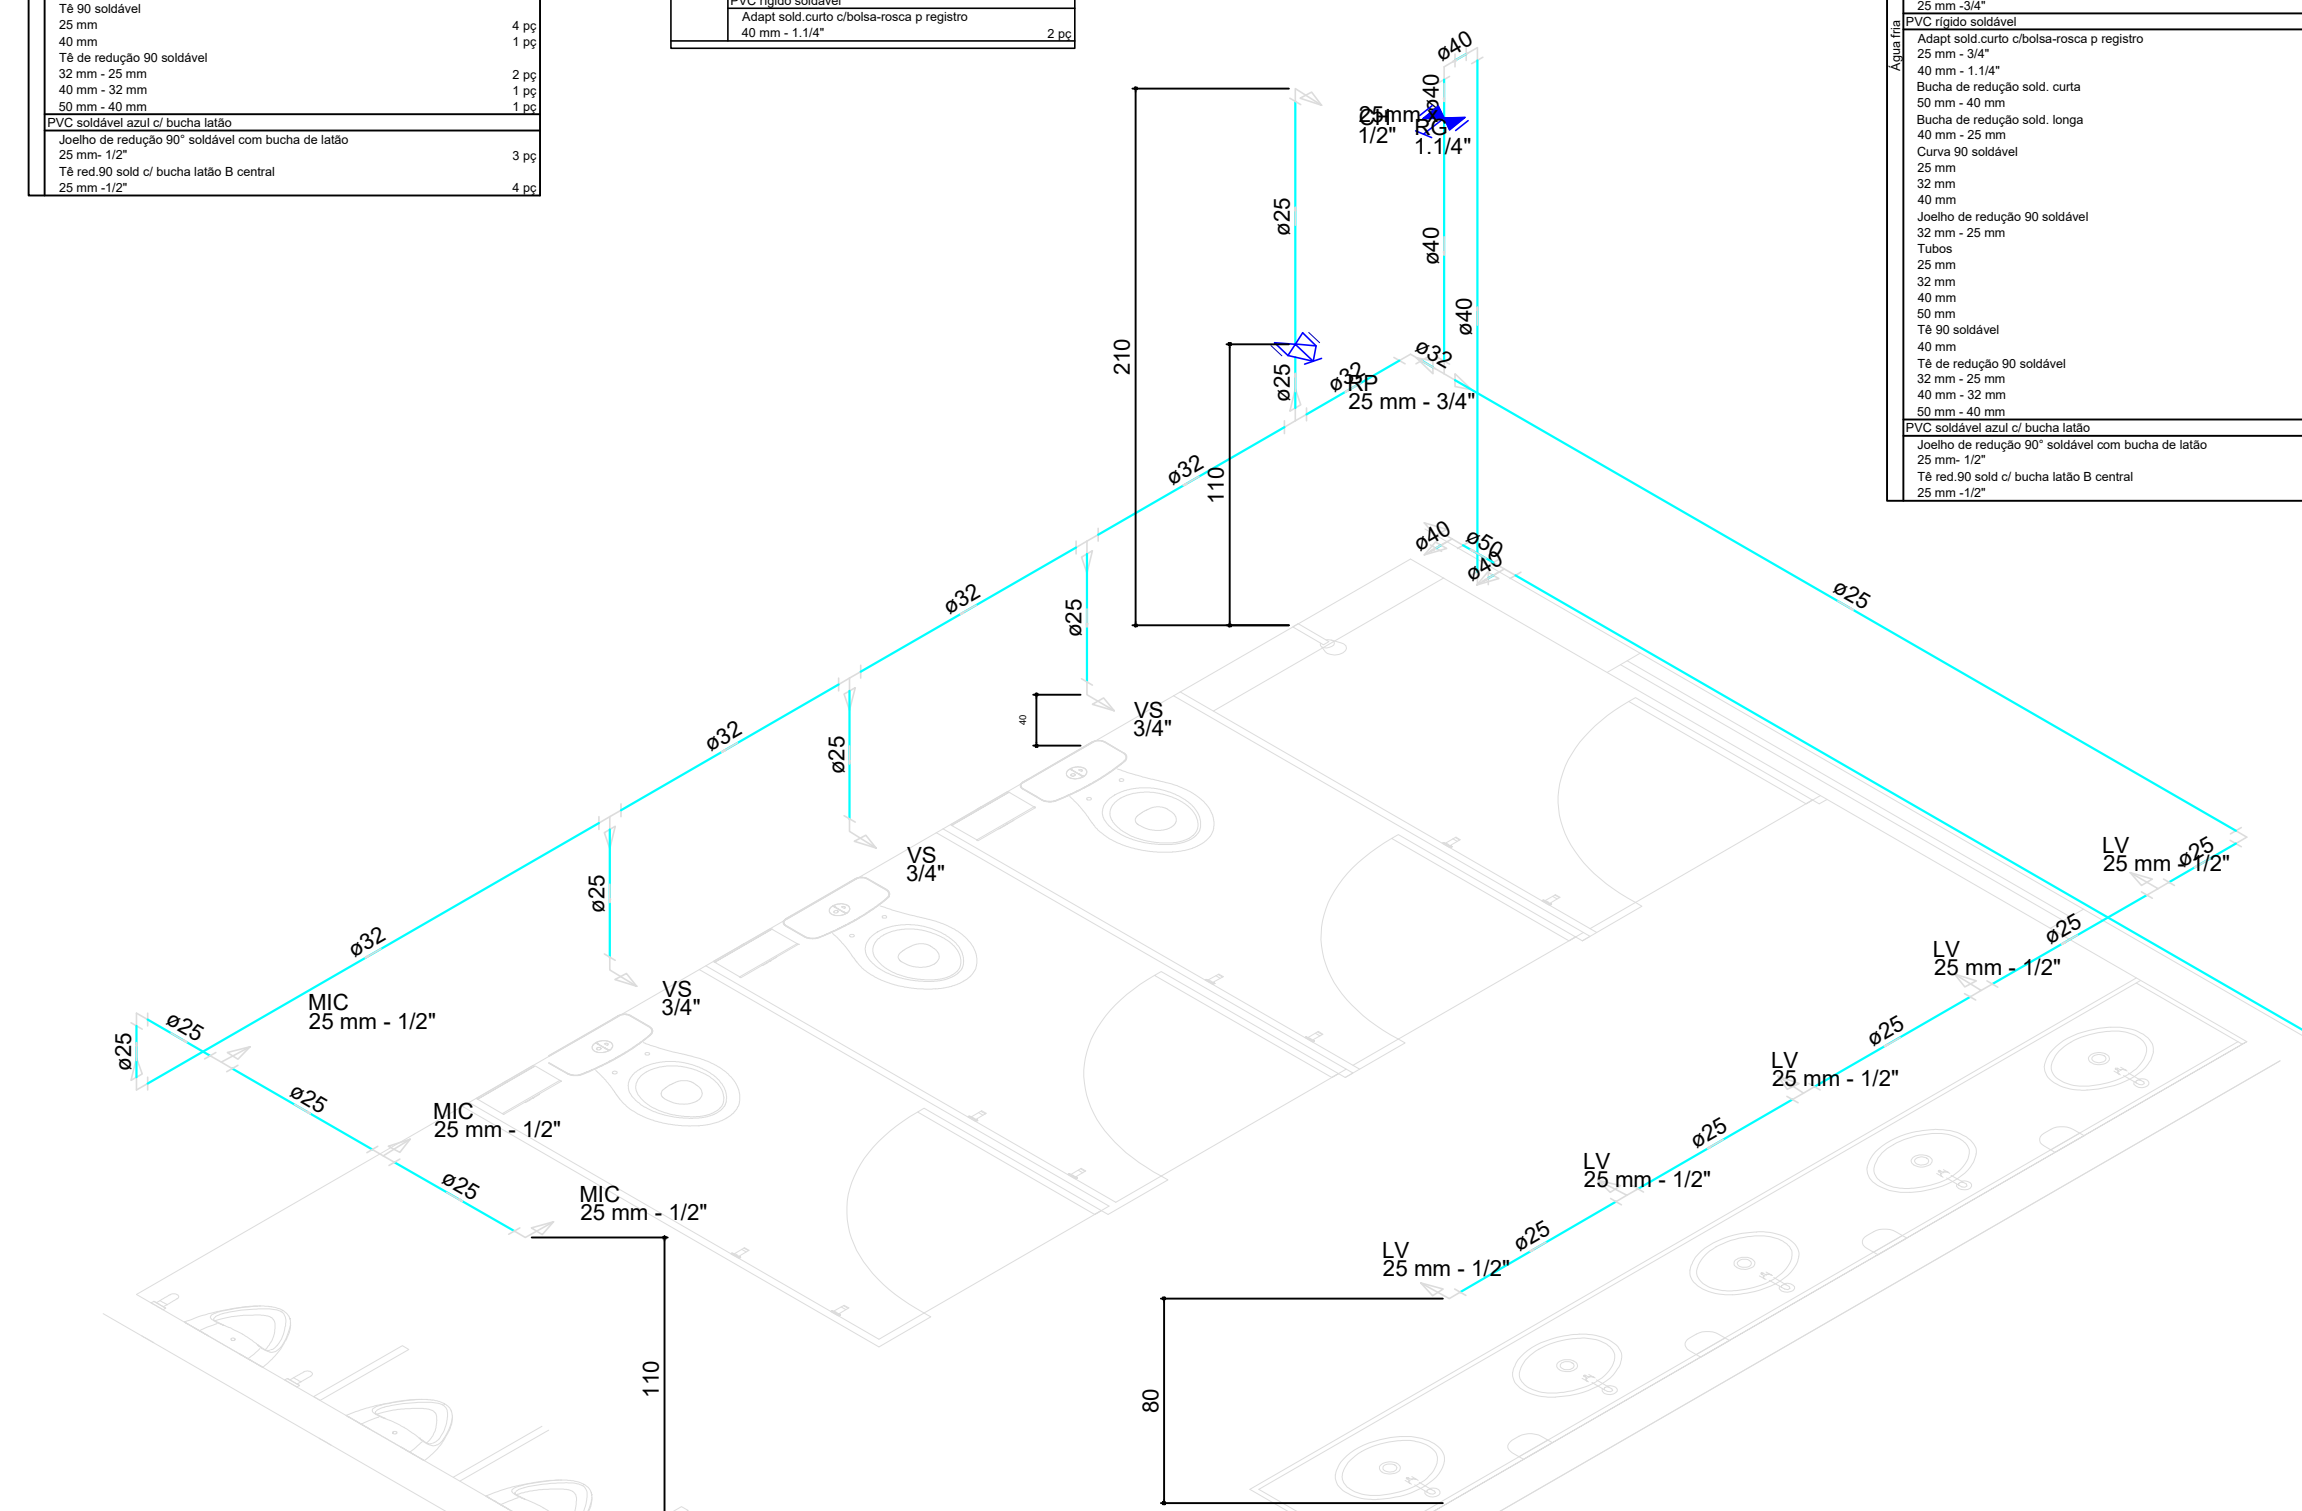 Tê 90 soldável
25 mm 4 pç
40 mm 1 pç
Tê de redução 90 soldável
32 mm - 25 mm 2 pç
40 mm - 32 mm 1 pç
50 mm - 40 mm 1 pç
PVC soldável azul c/ bucha latão
Joelho de redução 90° soldável com bucha de latão
25 mm- 1/2" 3 pç
Tê red.90 sold c/ bucha latão B central
25 mm -1/2" 4 pç
PVC rígido soldável
Adapt sold.curto c/bolsa-rosca p registro
40 mm - 1.1/4" 2 pç
Água fria
25 mm -3/4"
PVC rígido soldável
Adapt sold.curto c/bolsa-rosca p registro
25 mm - 3/4"
40 mm - 1.1/4"
Bucha de redução sold. curta
50 mm - 40 mm
Bucha de redução sold. longa
40 mm - 25 mm
Curva 90 soldável
25 mm
32 mm
40 mm
Joelho de redução 90 soldável
32 mm - 25 mm
Tubos
25 mm
32 mm
40 mm
50 mm
Tê 90 soldável
40 mm
Tê de redução 90 soldável
32 mm - 25 mm
40 mm - 32 mm
50 mm - 40 mm
PVC soldável azul c/ bucha latão
Joelho de redução 90° soldável com bucha de latão
25 mm- 1/2"
Tê red.90 sold c/ bucha latão B central
25 mm -1/2"
ø40
ø40
CH
25mm x
1/2"
RG
1.1/4"
ø25
ø40
ø40
210
ø32
ø32
ø25
RP
25 mm - 3/4"
ø32
110
ø40
ø50
ø40
ø25
ø32
ø25
40
VS
3/4"
ø32
ø25
VS
3/4"
LV
25 mm - 1/2"
ø25
ø25
ø32
ø25
LV
25 mm - 1/2"
VS
3/4"
MIC
25 mm - 1/2"
ø25
ø25
ø25
LV
25 mm - 1/2"
ø25
MIC
25 mm - 1/2"
ø25
LV
25 mm - 1/2"
ø25
MIC
25 mm - 1/2"
ø25
LV
25 mm - 1/2"
110
80